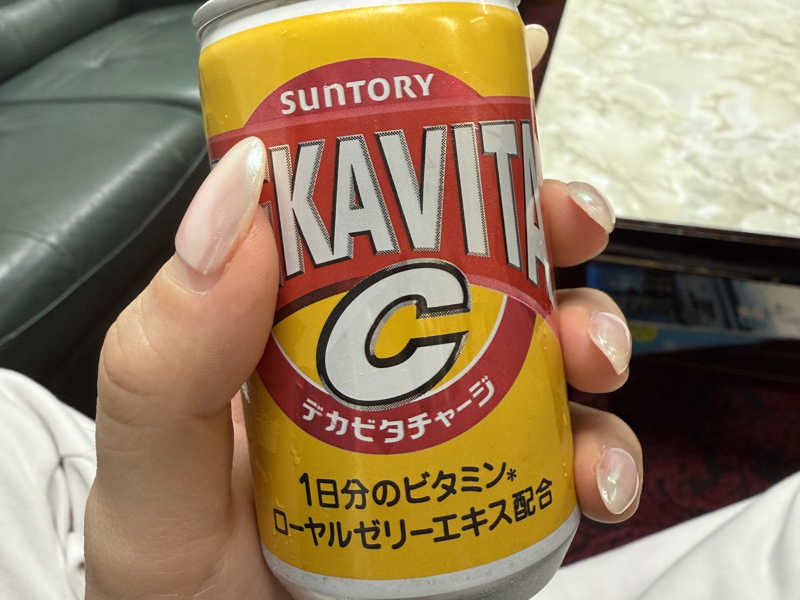 SUNTORY
KAVITA
C
デカビタチャージ
1日分のビタミン*
ローヤルゼリーエキス配合